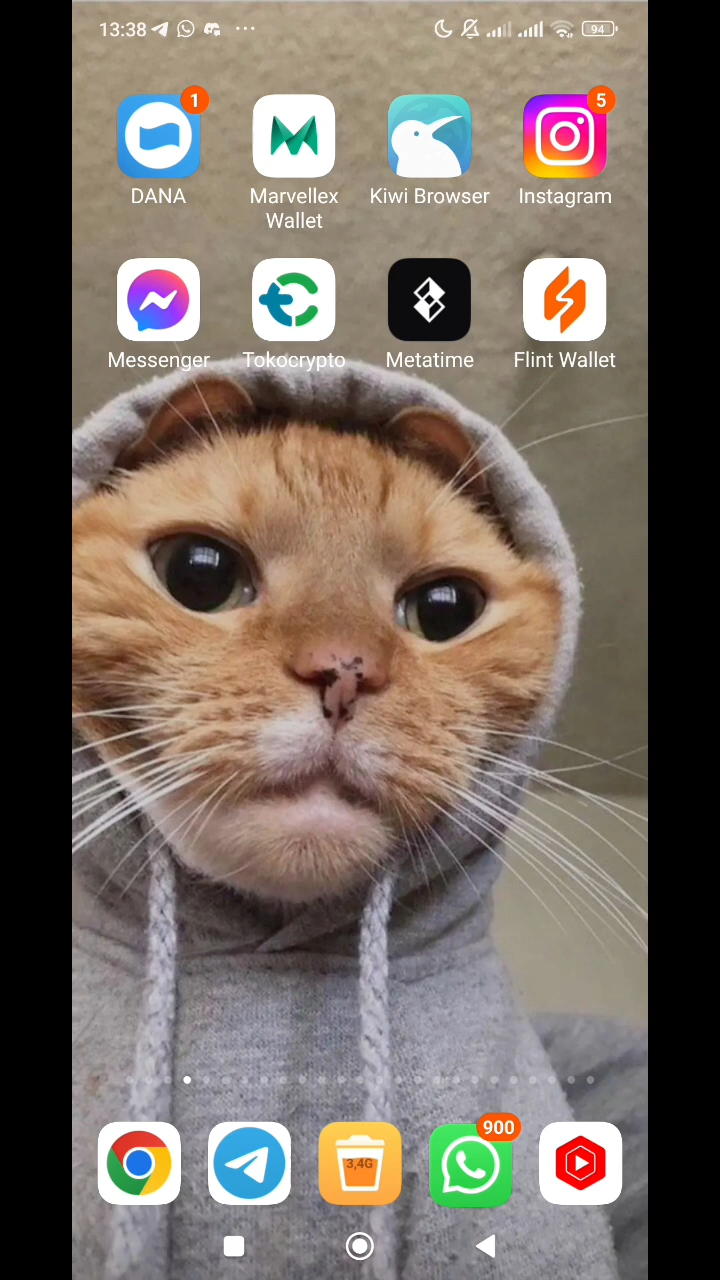 13:38
94
1
5
DANA
Marvellex
Wallet
Kiwi Browser
Instagram
Messenger
Tokocrypto
Metatime
Flint Wallet
3,4G
900